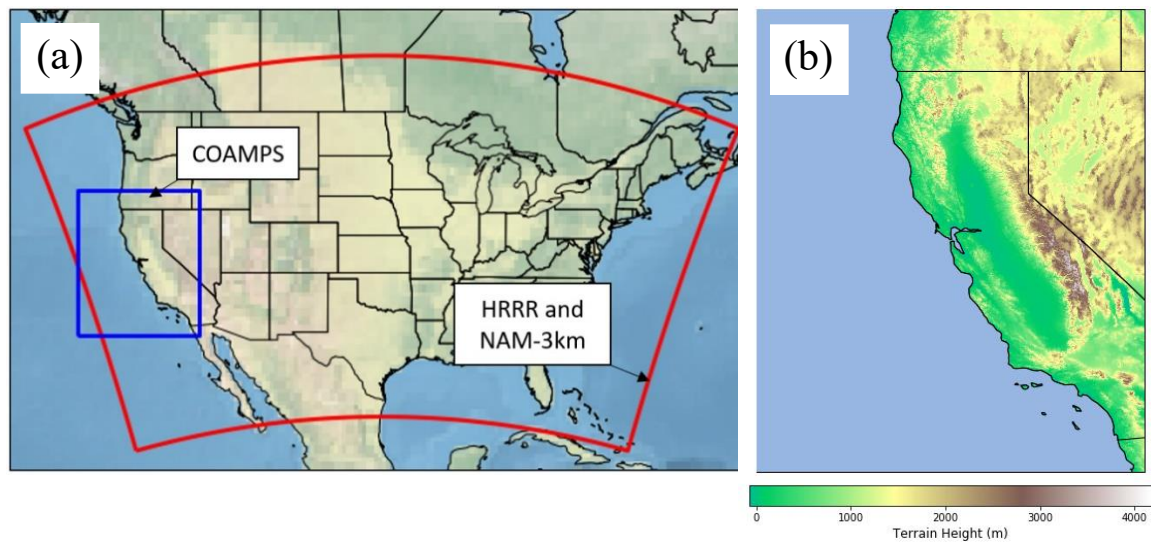 (a)
COAMPS
HRRR and
NAM-3km
(b)
0 1000 2000 3000 4000
Terrain Height (m)